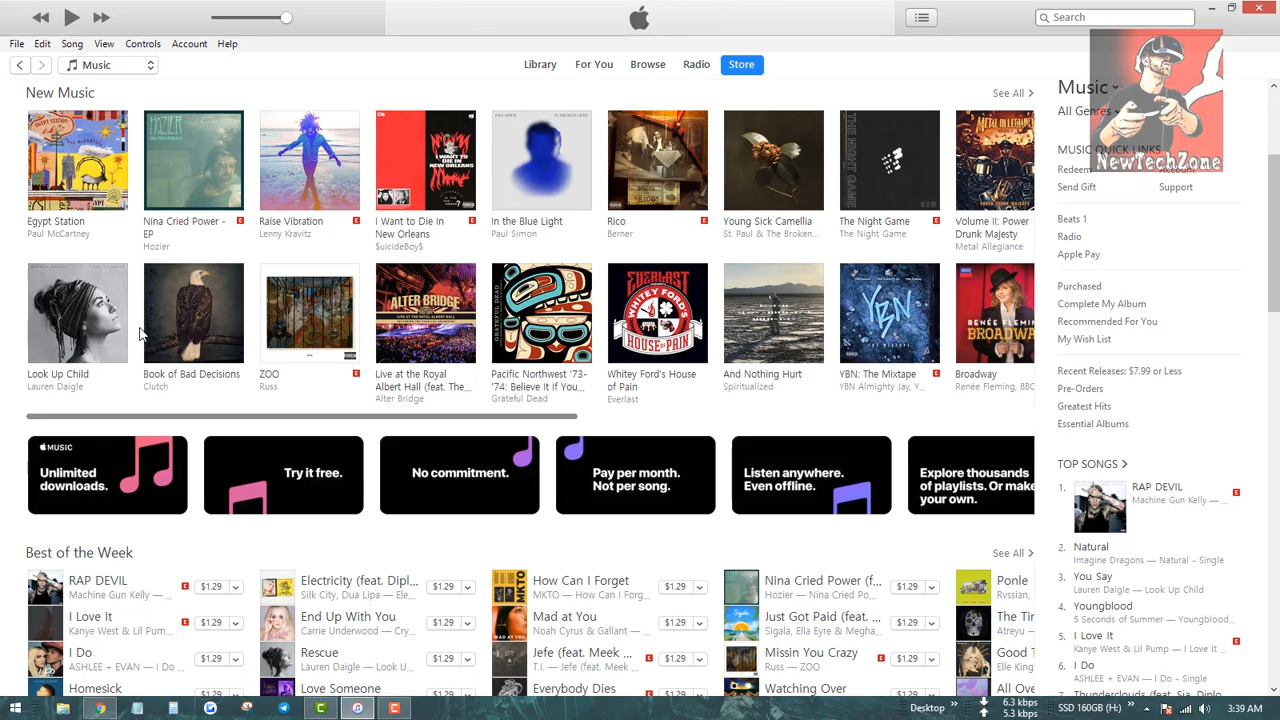 Search
File Edit Song View Controls Account Help
Music Library For You Browse Radio Store
New Music See All >
Egypt Station
Paul McCartney
Nina Cried Power -
EP
Hozier
Raise Vibration
Lenny Kravitz
I Want to Die in
New Orleans
$uicideBoy$
In the Blue Light
Paul Simon
Rico
Berner
Young Sick Camellia
St. Paul & The Broken...
The Night Game
The Night Game
Volume II: Power
Drunk Majesty
Metal Allegiance
Look Up Child
Lauren Daigle
Book of Bad Decisions
Clutch
ZOO
Russ
Live at the Royal
Albert Hall (feat. The...
Alter Bridge
Pacific Northwest '73-
'74: Believe It If You...
Grateful Dead
Whitey Ford's House
of Pain
Everlast
And Nothing Hurt
Spiritualized
YBN: The Mixtape
YBN Almighty Jay, Y...
Broadway
Renée Fleming, BBC
MUSIC
Unlimited
downloads.
Try it free.
No commitment.
Pay per month.
Not per song.
Listen anywhere.
Even offline.
Explore thousands
of playlists. Or make
your own.
Best of the Week See All >
RAP DEVIL
Machine Gun Kelly — ...
$1.29
Electricity (feat. Dipl...
Silk City, Dua Lipa — Ele...
$1.29
How Can I Forget
MKTO — How Can I Forg...
$1.29
Nina Cried Power (f...
Hozier — Nina Cried Po...
$1.29
Ponle
Rvssian,
I Love It
Kanye West & Lil Pump ...
$1.29
End Up With You
Carrie Underwood — Cry...
$1.29
Mad at You
Noah Cyrus & Gallant — ...
$1.29
Just Got Paid (feat....
Sigala, Ella Eyre & Megha...
$1.29
The Tim
Atreyu —
I Do
ASHLEE + EVAN — I Do ...
$1.29
Rescue
Lauren Daigle — Look U...
$1.29
Jefe (feat. Meek ...
T.I. — Jefe (feat. Meek ...
$1.29
Missin You Crazy
Russ — ZOO
$1.29
Good T
Elle King
Homesick
$1.29
Love Someone
$1.29
Everybody Dies
$1.29
Watching Over
$1.29
All Ove
Music
All Genres
NewTechZone
MUSIC QUICK LINKS
Redeem Account
Send Gift Support
Beats 1
Radio
Apple Pay
Purchased
Complete My Album
Recommended For You
My Wish List
Recent Releases: $7.99 or Less
Pre-Orders
Greatest Hits
Essential Albums
TOP SONGS >
1. RAP DEVIL
Machine Gun Kelly — ...
2. Natural
Imagine Dragons — Natural - Single
3. You Say
Lauren Daigle — Look Up Child
4. Youngblood
5 Seconds of Summer — Youngblood...
5. I Love It
Kanye West & Lil Pump — I Love It...
6. I Do
ASHLEE + EVAN — I Do - Single
7. Thunderclouds (feat. Sia, Diplo,
Desktop 6.3 kbps
5.3 kbps
SSD 160GB (H:) 3:39 AM